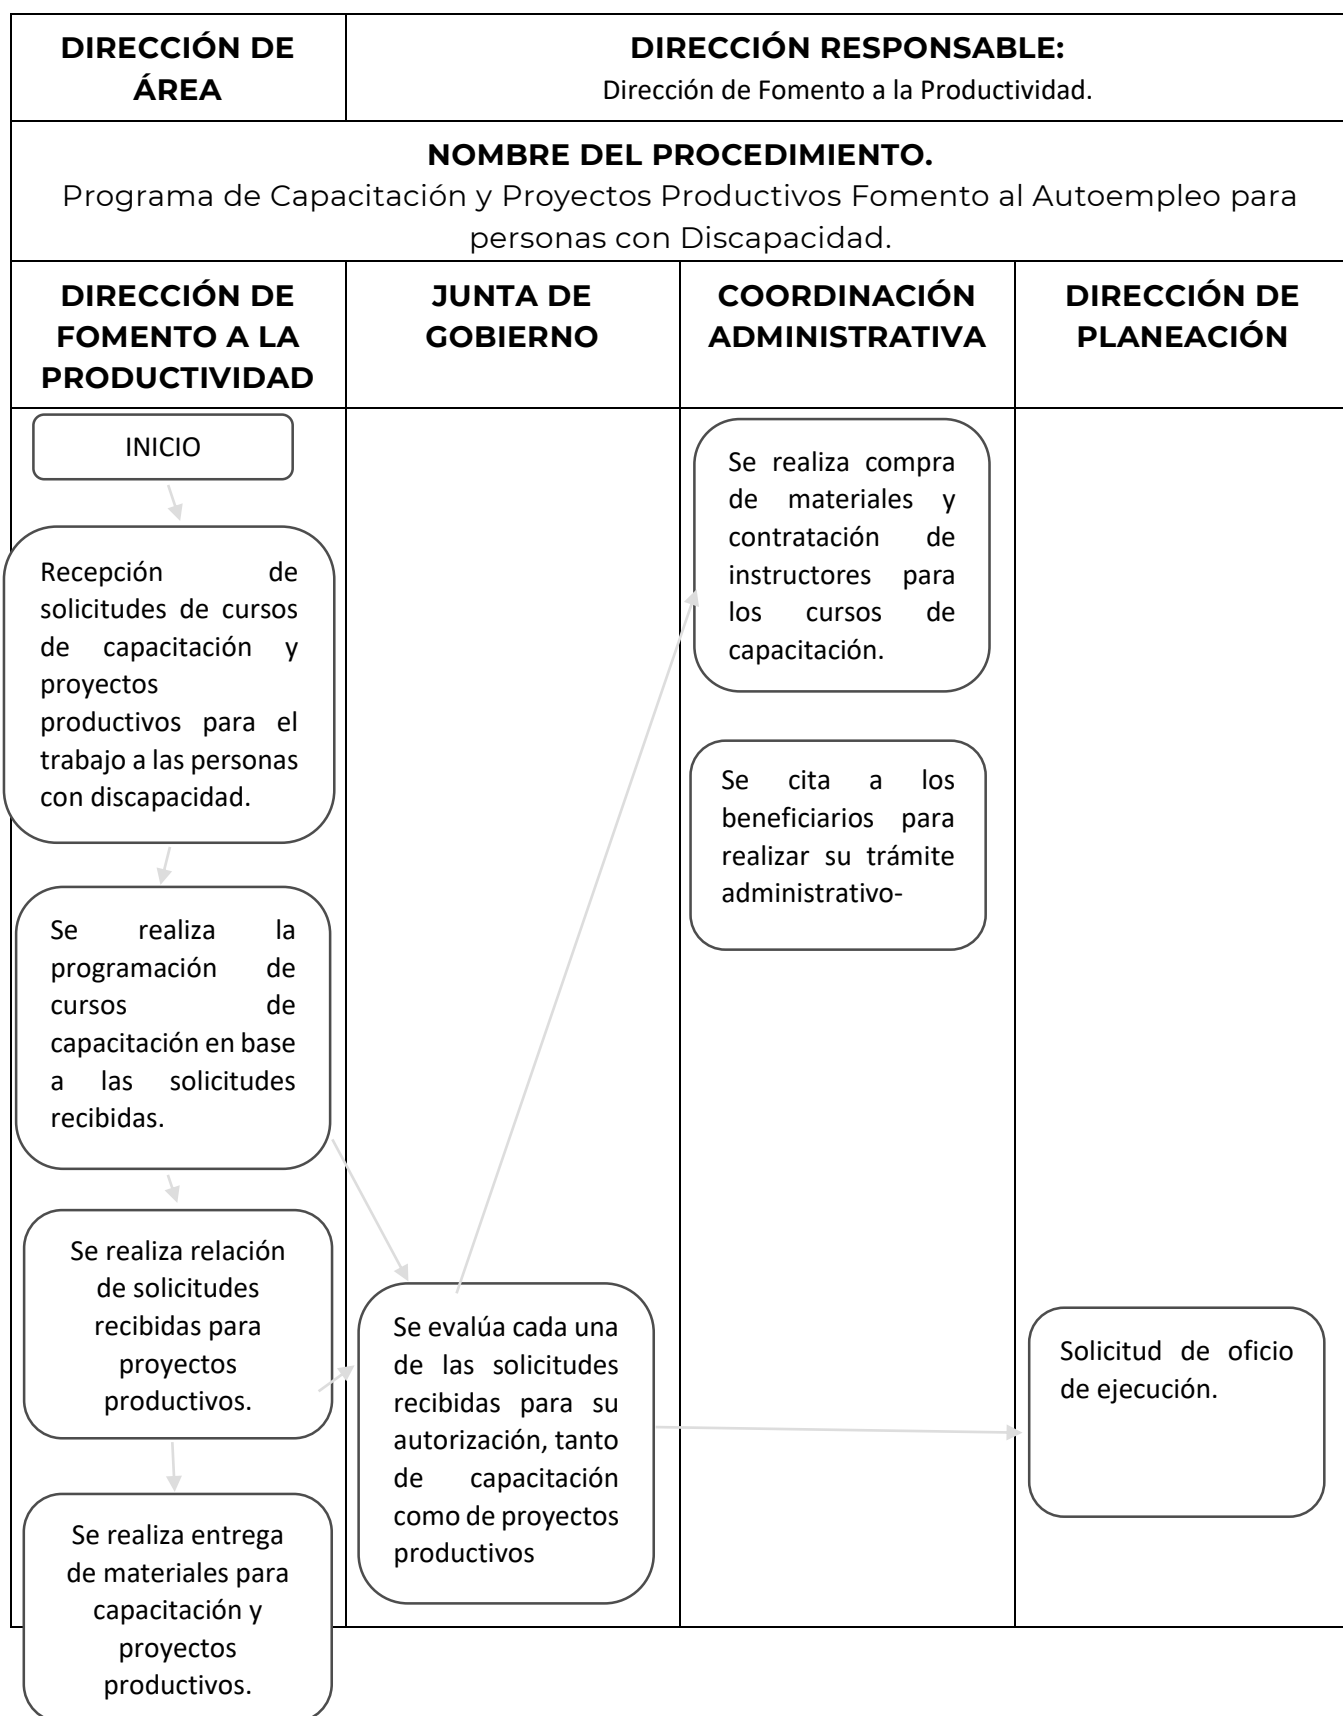 DIRECCIÓN DE
ÁREA
DIRECCIÓN RESPONSABLE:
Dirección de Fomento a la Productividad.
NOMBRE DEL PROCEDIMIENTO.
Programa de Capacitación y Proyectos Productivos Fomento al Autoempleo para
personas con Discapacidad.
DIRECCIÓN DE
FOMENTO A LA
PRODUCTIVIDAD
JUNTA DE
GOBIERNO
COORDINACIÓN
ADMINISTRATIVA
DIRECCIÓN DE
PLANEACIÓN
INICIO
Recepción de
solicitudes de cursos
de capacitación y
proyectos
productivos para el
trabajo a las personas
con discapacidad.
Se realiza la
programación de
cursos de
capacitación en base
a las solicitudes
recibidas.
Se realiza relación
de solicitudes
recibidas para
proyectos
productivos.
Se realiza entrega
de materiales para
capacitación y
proyectos
productivos.
Se evalúa cada una
de las solicitudes
recibidas para su
autorización, tanto
de capacitación
como de proyectos
productivos
Se realiza compra
de materiales y
contratación de
instructores para
los cursos de
capacitación.
Se cita a los
beneficiarios para
realizar su trámite
administrativo-
Solicitud de oficio
de ejecución.